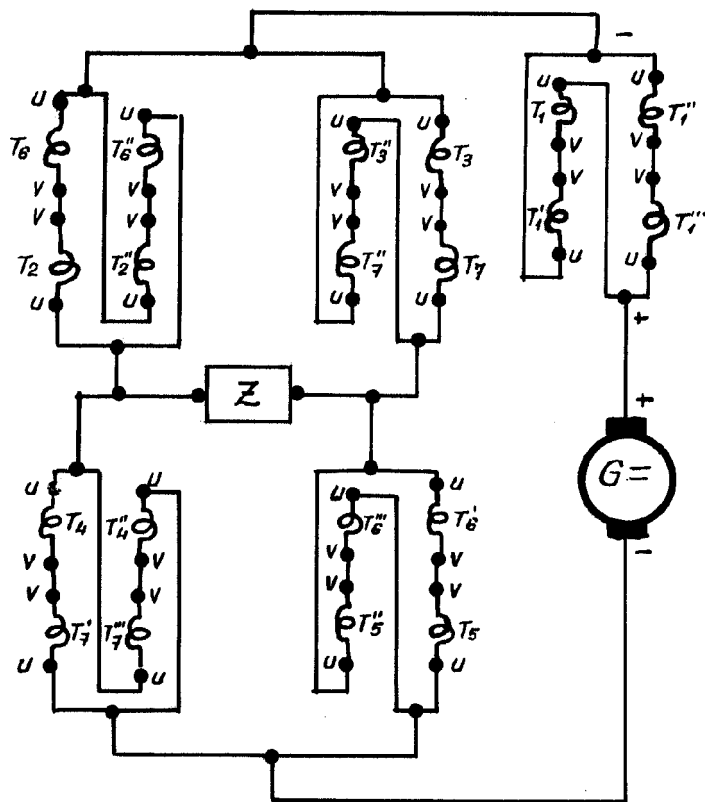 −
u
T6
v
v
T2
u
u
T6''
v
v
T2''
u
u
T3''
v
v
T7''
u
u
T3
v
v
T7
u
u
T1
v
v
T1'
u
u
T1''
v
v
T1'''
u
+
Z
+
G=
−
u
T4
v
v
T7'
u
u
T4''
v
v
T7'''
u
u
T6'''
v
v
T5''
u
u
T6'
v
v
T5
u